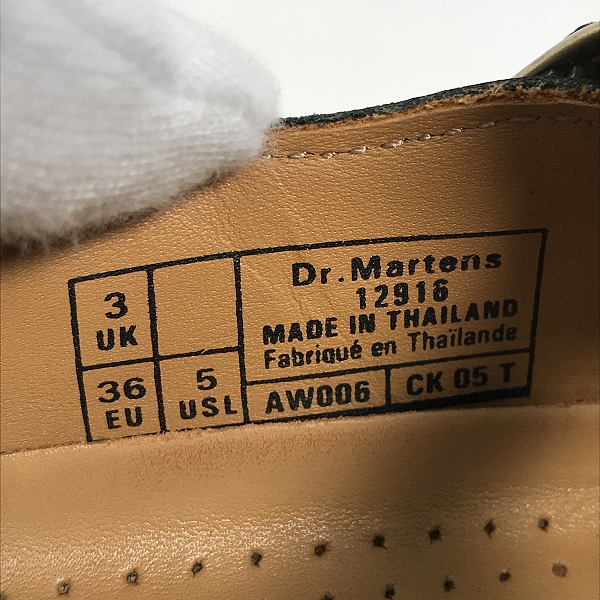 3
UK
36
EU
5
USL
Dr.Martens
12916
MADE IN THAILAND
Fabriqué en Thaïlande
AW006
CK 05 T